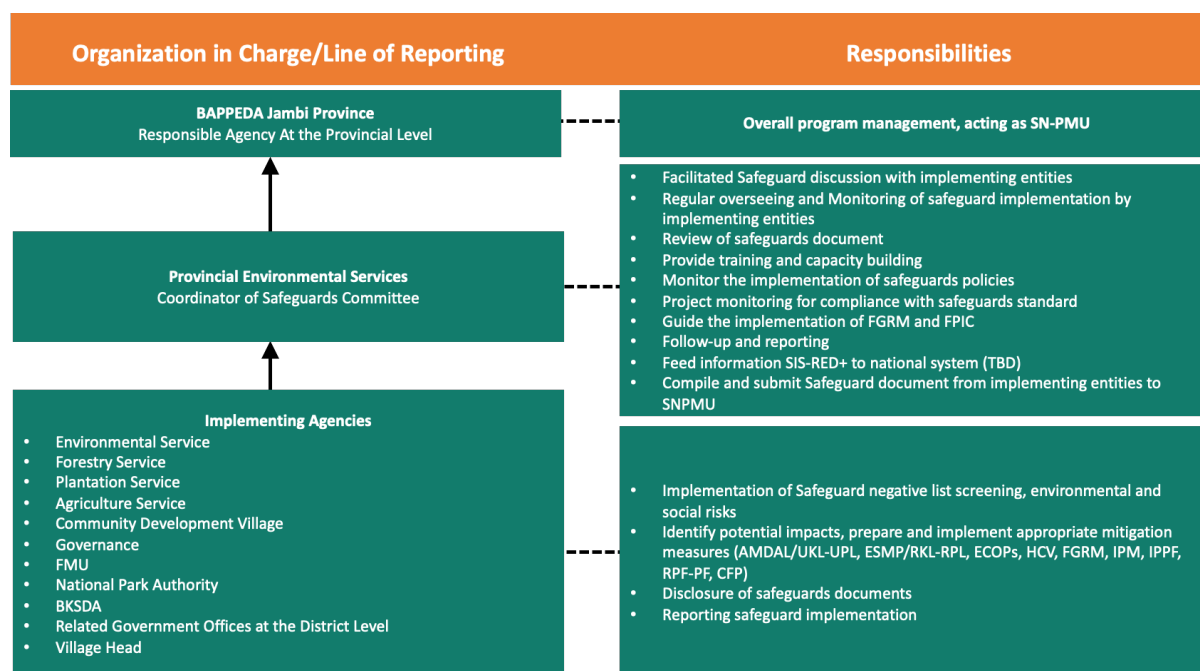 Organization in Charge/Line of Reporting
Responsibilities
BAPPEDA Jambi Province
Responsible Agency At the Provincial Level
Overall program management, acting as SN-PMU
Provincial Environmental Services
Coordinator of Safeguards Committee
• Facilitated Safeguard discussion with implementing entities
• Regular overseeing and Monitoring of safeguard implementation by
implementing entities
• Review of safeguards document
• Provide training and capacity building
• Monitor the implementation of safeguards policies
• Project monitoring for compliance with safeguards standard
• Guide the implementation of FGRM and FPIC
• Follow-up and reporting
• Feed information SIS-RED+ to national system (TBD)
• Compile and submit Safeguard document from implementing entities to
SNPMU
Implementing Agencies
• Environmental Service
• Forestry Service
• Plantation Service
• Agriculture Service
• Community Development Village
• Governance
• FMU
• National Park Authority
• BKSDA
• Related Government Offices at the District Level
• Village Head
• Implementation of Safeguard negative list screening, environmental and
social risks
• Identify potential impacts, prepare and implement appropriate mitigation
measures (AMDAL/UKL-UPL, ESMP/RKL-RPL, ECOPs, HCV, FGRM, IPM, IPPF,
RPF-PF, CFP)
• Disclosure of safeguards documents
• Reporting safeguard implementation